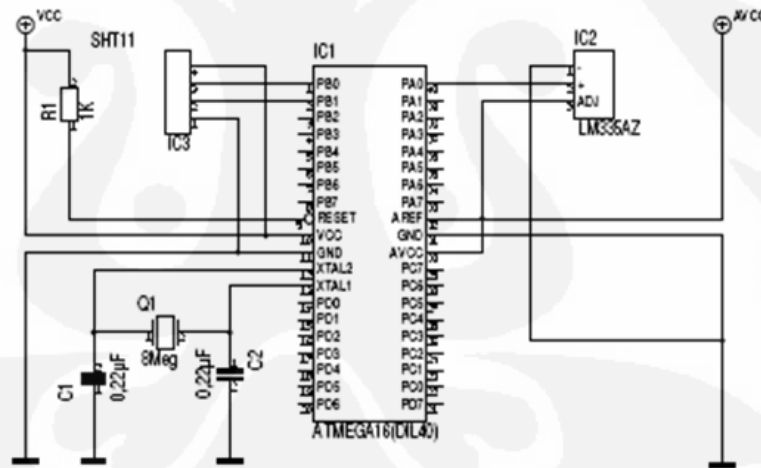 VCC
AVCC
SHT11
IC1
IC2
R1
1K
IC3
LM335AZ
-
+
ADJ
PB0
PB1
PB2
PB3
PB4
PB5
PB6
PB7
RESET
VCC
GND
XTAL2
XTAL1
PD0
PD1
PD2
PD3
PD4
PD5
PD6
PA0
PA1
PA2
PA3
PA4
PA5
PA6
PA7
AREF
GND
AVCC
PC7
PC6
PC5
PC4
PC3
PC2
PC1
PC0
PD7
Q1
8Meg
C1
0,22µF
0,22µF
C2
ATMEGA16(DIL40)